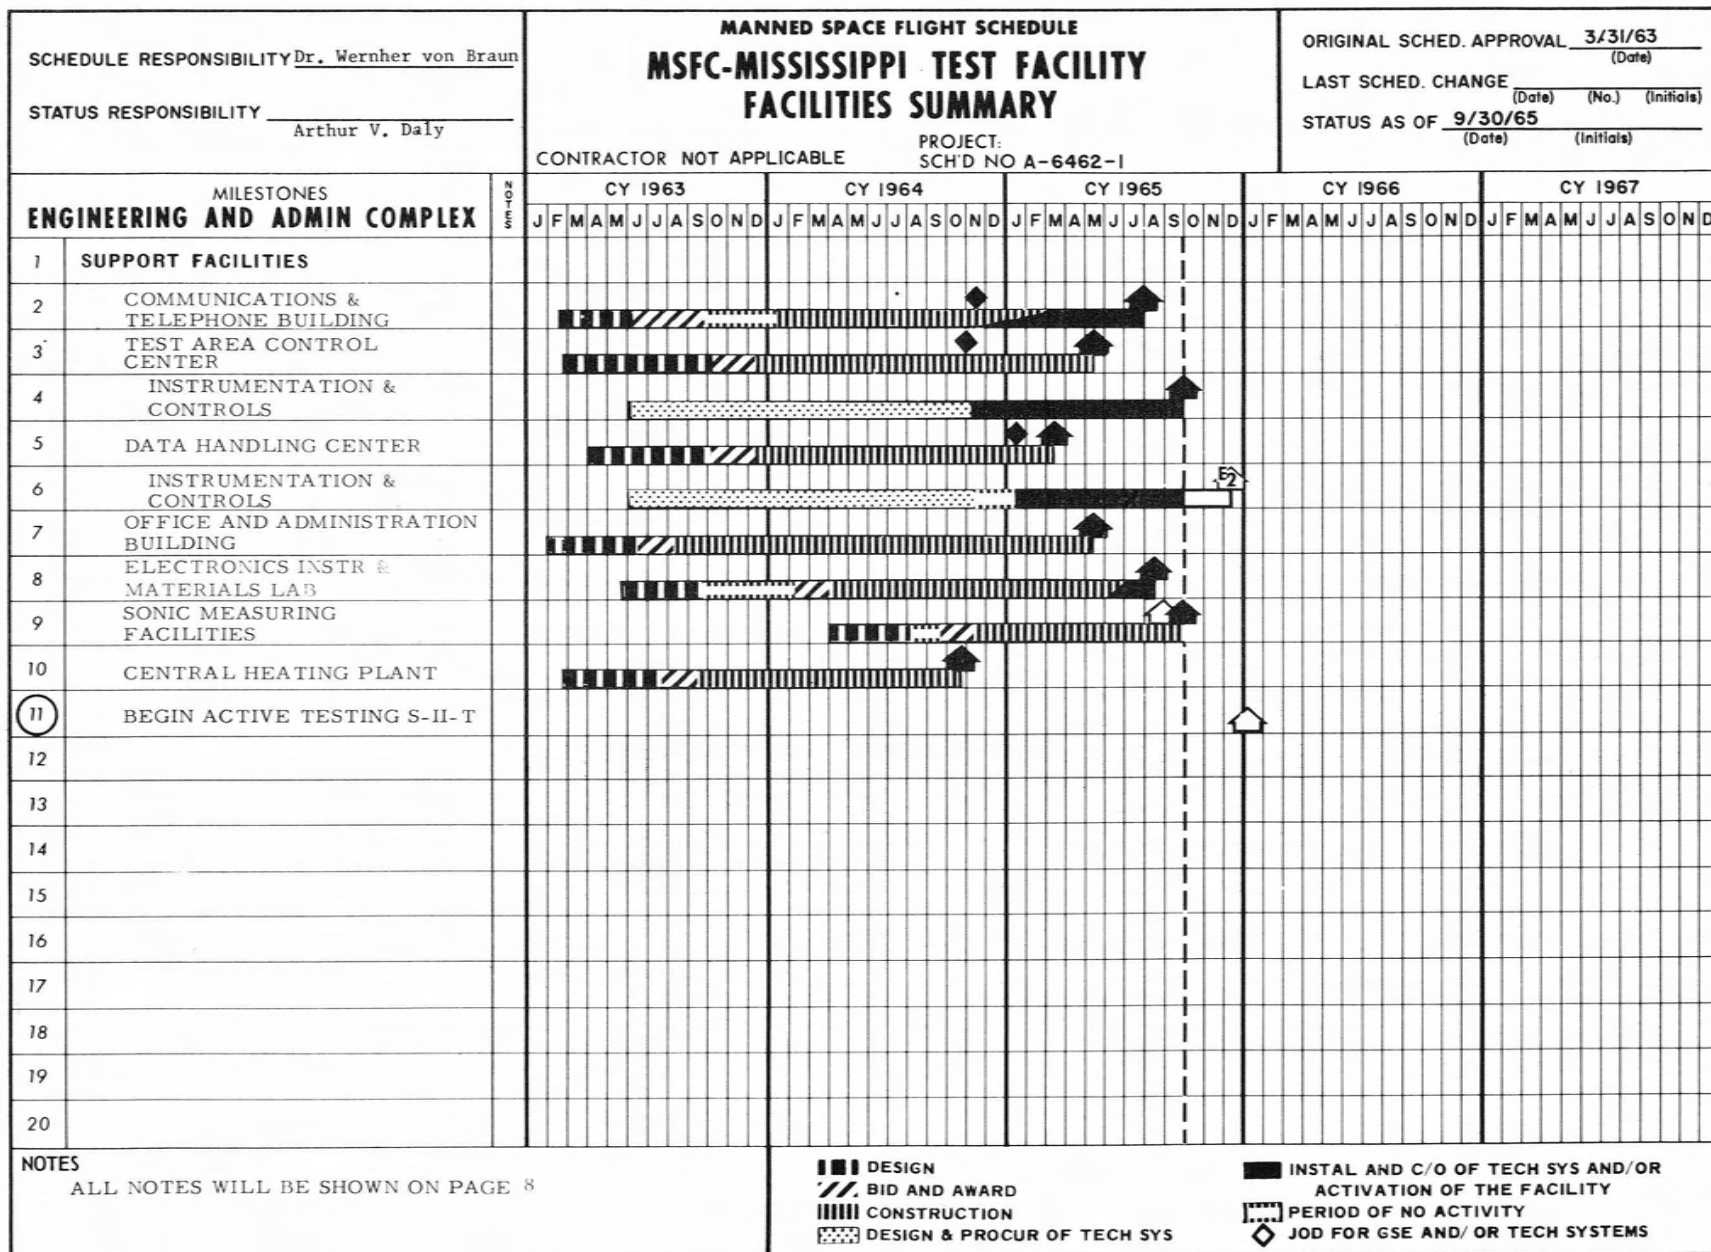 SCHEDULE RESPONSIBILITY Dr. Wernher von Braun
STATUS RESPONSIBILITY
Arthur V. Daly
MANNED SPACE FLIGHT SCHEDULE
MSFC-MISSISSIPPI TEST FACILITY
FACILITIES SUMMARY
PROJECT:
CONTRACTOR NOT APPLICABLE SCH'D NO A-6462-1
ORIGINAL SCHED. APPROVAL 3/31/63
(Date)
LAST SCHED. CHANGE
(Date) (No.) (Initials)
STATUS AS OF 9/30/65
(Date) (Initials)
MILESTONES
ENGINEERING AND ADMIN COMPLEX
NOTES
CY 1963 CY 1964 CY 1965 CY 1966 CY 1967
J F M A M J J A S O N D J F M A M J J A S O N D J F M A M J J A S O N D J F M A M J J A S O N D J F M A M J J A S O N D
1 SUPPORT FACILITIES
2 COMMUNICATIONS &
TELEPHONE BUILDING
3 TEST AREA CONTROL
CENTER
4 INSTRUMENTATION &
CONTROLS
5 DATA HANDLING CENTER
6 INSTRUMENTATION &
CONTROLS
E2
7 OFFICE AND ADMINISTRATION
BUILDING
8 ELECTRONICS INSTR &
MATERIALS LAB
9 SONIC MEASURING
FACILITIES
10 CENTRAL HEATING PLANT
11 BEGIN ACTIVE TESTING S-II-T
12
13
14
15
16
17
18
19
20
NOTES
ALL NOTES WILL BE SHOWN ON PAGE 8
DESIGN
BID AND AWARD
CONSTRUCTION
DESIGN & PROCUR OF TECH SYS
INSTAL AND C/O OF TECH SYS AND/OR
ACTIVATION OF THE FACILITY
PERIOD OF NO ACTIVITY
JOD FOR GSE AND/OR TECH SYSTEMS